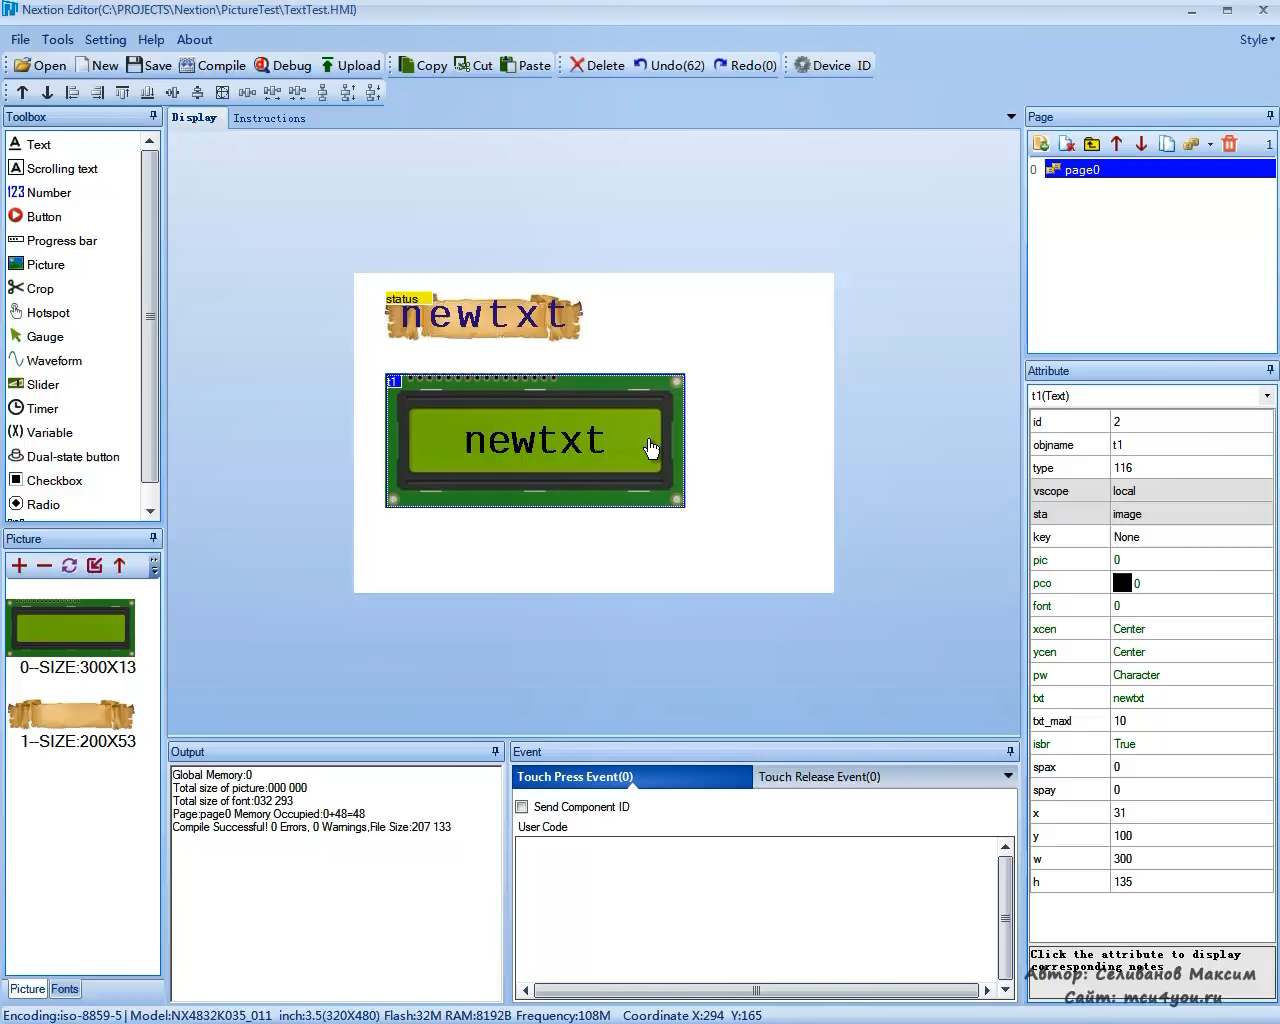 Nextion Editor(C:\PROJECTS\Nextion\PictureTest\TextTest.HMI)
File Tools Setting Help About Style
Open New Save Compile Debug Upload Copy Cut Paste Delete Undo(62) Redo(0) Device ID
Toolbox
Text
Scrolling text
123 Number
Button
Progress bar
Picture
Crop
Hotspot
Gauge
Waveform
Slider
Timer
(X) Variable
Dual-state button
Checkbox
Radio
Picture
0--SIZE:300X13
1--SIZE:200X53
Picture Fonts
Display Instructions
status
newtxt
t1
newtxt
Output
Global Memory:0
Total size of picture:000 000
Total size of font:032 293
Page:page0 Memory Occupied:0+48=48
Compile Successful! 0 Errors, 0 Warnings,File Size:207 133
Event
Touch Press Event(0) Touch Release Event(0)
Send Component ID
User Code
Page
1
0 page0
Attribute
t1(Text)
id 2
objname t1
type 116
vscope local
sta image
key None
pic 0
pco 0
font 0
xcen Center
ycen Center
pw Character
txt newtxt
txt_maxl 10
isbr True
spax 0
spay 0
x 31
y 100
w 300
h 135
Click the attribute to display
corresponding notes
Автор: Селиванов Максим
Сайт: mcu4you.ru
Encoding:iso-8859-5 Model:NX4832K035_011 inch:3.5(320X480) Flash:32M RAM:8192B Frequency:108M Coordinate X:294 Y:165